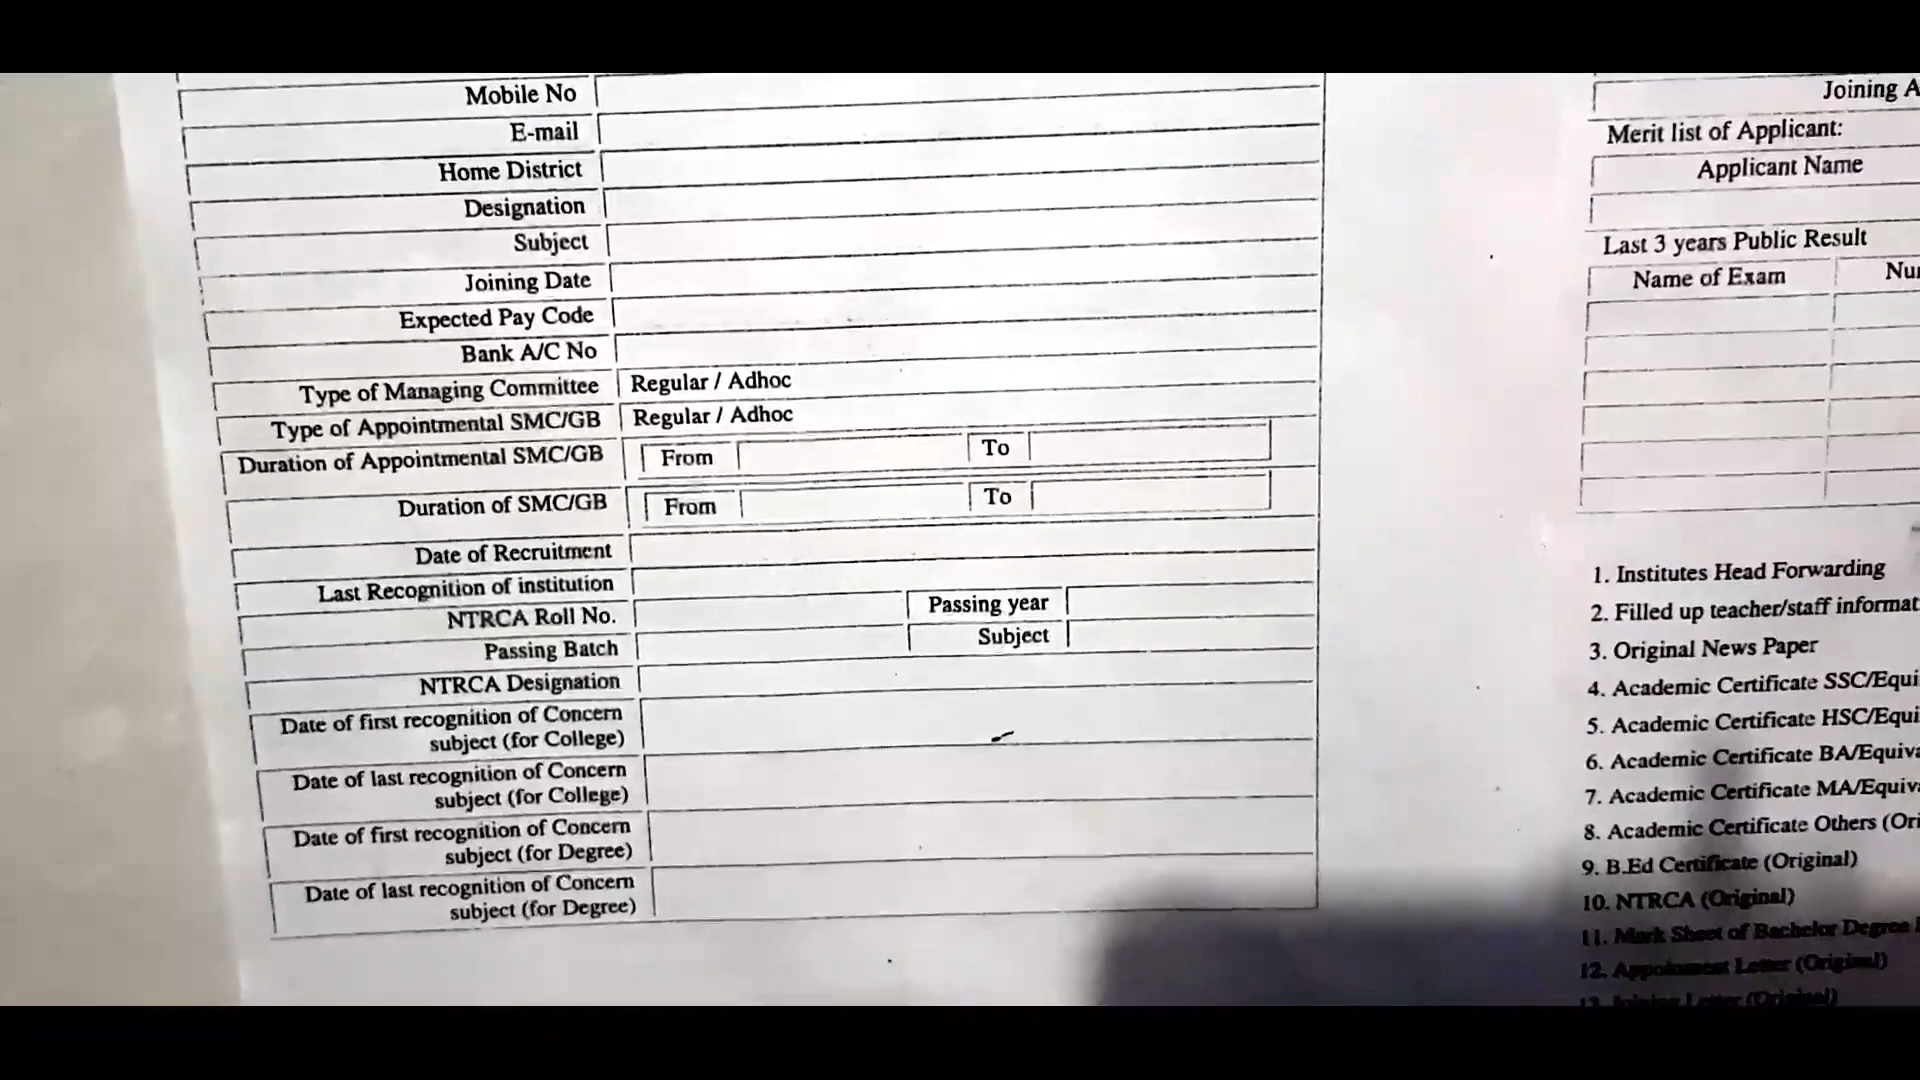 Mobile No
E-mail
Home District
Designation
Subject
Joining Date
Expected Pay Code
Bank A/C No
Type of Managing Committee Regular / Adhoc
Type of Appointmental SMC/GB Regular / Adhoc
Duration of Appointmental SMC/GB From To
Duration of SMC/GB From To
Date of Recruitment
Last Recognition of institution
NTRCA Roll No. Passing year
Passing Batch Subject
NTRCA Designation
Date of first recognition of Concern
subject (for College)
Date of last recognition of Concern
subject (for College)
Date of first recognition of Concern
subject (for Degree)
Date of last recognition of Concern
subject (for Degree)
Joining A
Merit list of Applicant:
Applicant Name
Last 3 years Public Result
Name of Exam Nu
1. Institutes Head Forwarding
2. Filled up teacher/staff informat
3. Original News Paper
4. Academic Certificate SSC/Equi
5. Academic Certificate HSC/Equi
6. Academic Certificate BA/Equiva
7. Academic Certificate MA/Equiva
8. Academic Certificate Others (Ori
9. B.Ed Certificate (Original)
10. NTRCA (Original)
11. Mark Sheet of Bachelor Degree
12. Appoinment Letter (Original)
13. Joining Letter (Original)